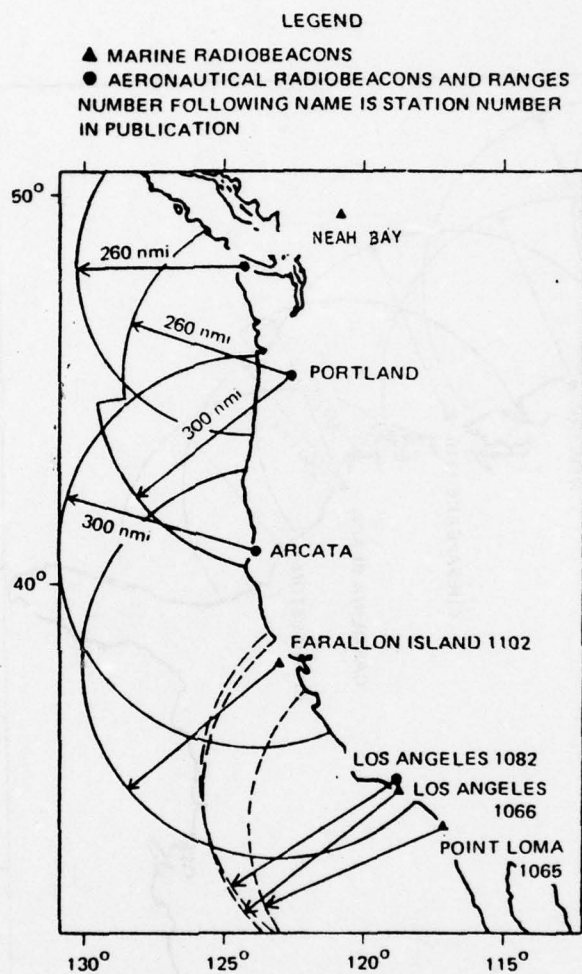 LEGEND
▲ MARINE RADIOBEACONS
● AERONAUTICAL RADIOBEACONS AND RANGES
NUMBER FOLLOWING NAME IS STATION NUMBER
IN PUBLICATION
50°
NEAH BAY
260 nmi
260 nmi
PORTLAND
300 nmi
300 nmi
ARCATA
40°
FARALLON ISLAND 1102
LOS ANGELES 1082
LOS ANGELES
1066
POINT LOMA
1065
130° 125° 120° 115°